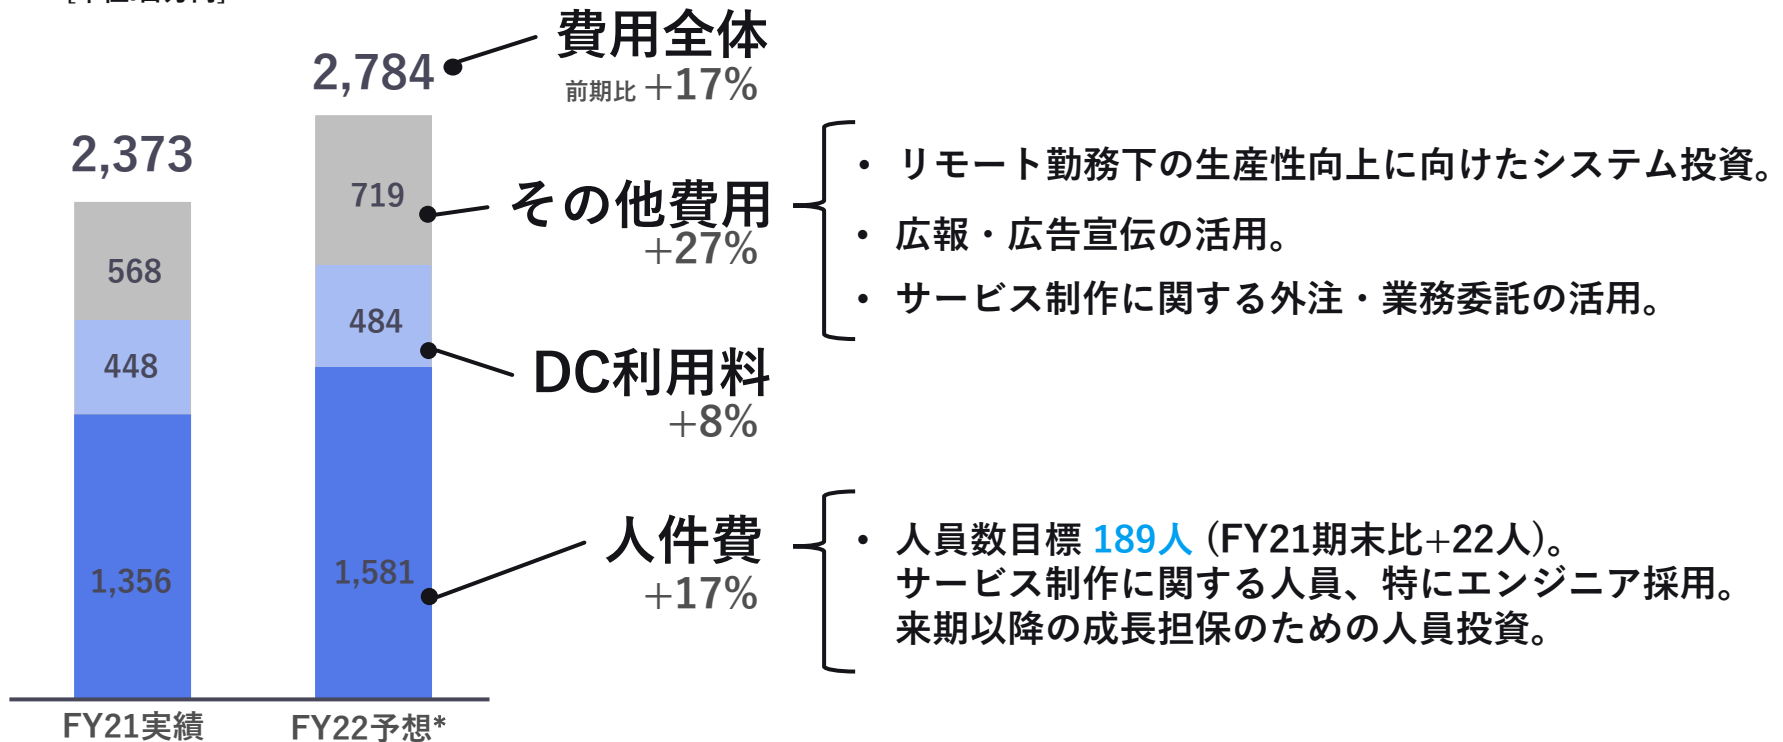 2,784
費用全体
前期比 +17%
2,373
719
その他費用
+27%
・ リモート勤務下の生産性向上に向けたシステム投資。
・ 広報・広告宣伝の活用。
・ サービス制作に関する外注・業務委託の活用。
568
484
DC利用料
+8%
448
1,581
人件費
+17%
・ 人員数目標 189人 (FY21期末比+22人)。
サービス制作に関する人員、特にエンジニア採用。
来期以降の成長担保のための人員投資。
1,356
FY21実績
FY22予想*